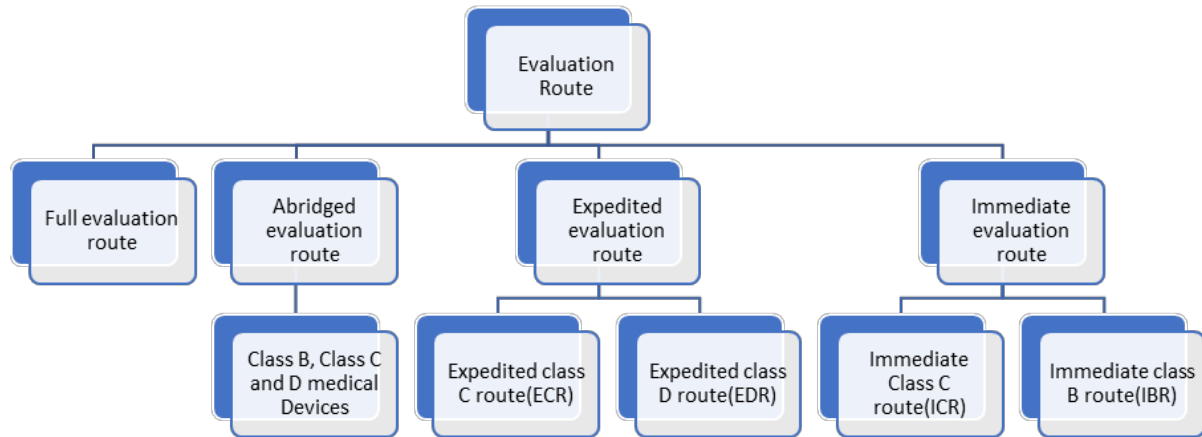 Evaluation
Route
Full evaluation
route
Abridged
evaluation
route
Expedited
evaluation
route
Immediate
evaluation
route
Class B, Class C
and D medical
Devices
Expedited class
C route(ECR)
Expedited class
D route(EDR)
Immediate
Class C
route(ICR)
Immediate class
B route(IBR)